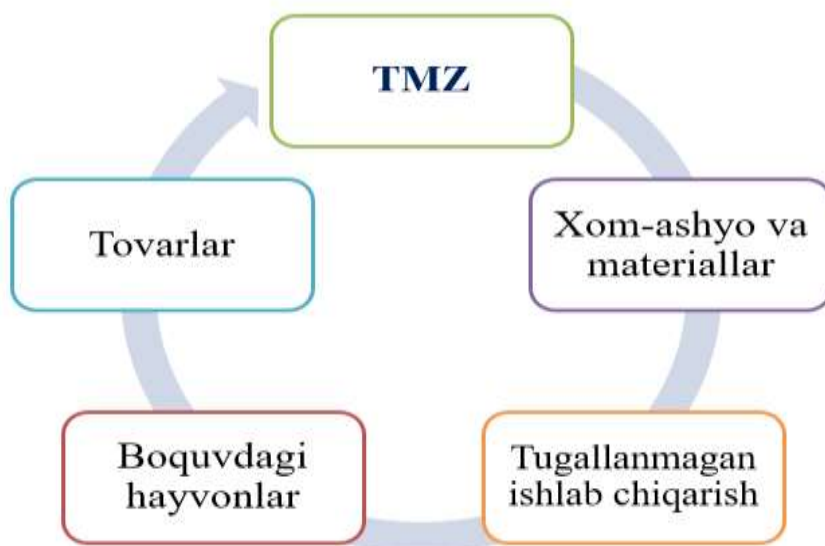 TMZ
Xom-ashyo va
materiallar
Tugallanmagan
ishlab chiqarish
Boquvdagi
hayvonlar
Tovarlar